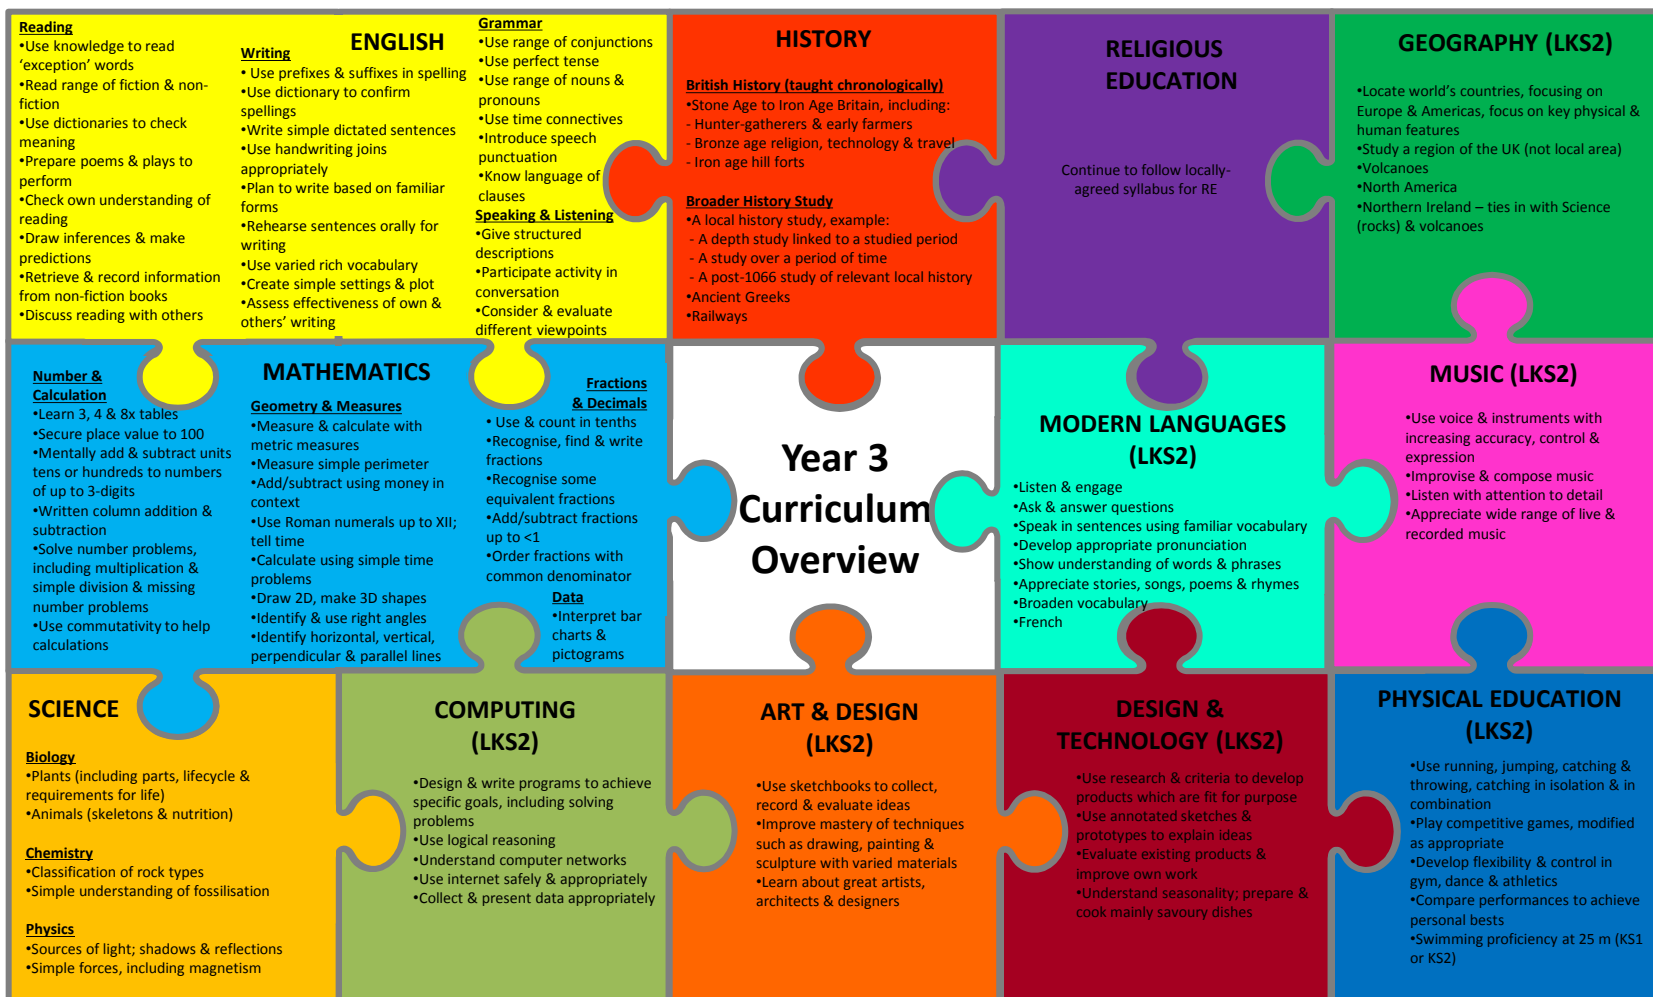 ENGLISH
Reading
•Use knowledge to read
‘exception’ words
•Read range of fiction & non-
fiction
•Use dictionaries to check
meaning
•Prepare poems & plays to
perform
•Check own understanding of
reading
•Draw inferences & make
predictions
•Retrieve & record information
from non-fiction books
•Discuss reading with others
Writing
• Use prefixes & suffixes in spelling
•Use dictionary to confirm
spellings
•Write simple dictated sentences
•Use handwriting joins
appropriately
•Plan to write based on familiar
forms
•Rehearse sentences orally for
writing
•Use varied rich vocabulary
•Create simple settings & plot
•Assess effectiveness of own &
others’ writing
Grammar
•Use range of conjunctions
•Use perfect tense
•Use range of nouns &
pronouns
•Use time connectives
•Introduce speech
punctuation
•Know language of
clauses
Speaking & Listening
•Give structured
descriptions
•Participate activity in
conversation
•Consider & evaluate
different viewpoints
HISTORY
British History (taught chronologically)
•Stone Age to Iron Age Britain, including:
- Hunter-gatherers & early farmers
- Bronze age religion, technology & travel
- Iron age hill forts
Broader History Study
•A local history study, example:
- A depth study linked to a studied period
- A study over a period of time
- A post-1066 study of relevant local history
•Ancient Greeks
•Railways
RELIGIOUS
EDUCATION
Continue to follow locally-
agreed syllabus for RE
GEOGRAPHY (LKS2)
•Locate world’s countries, focusing on
Europe & Americas, focus on key physical &
human features
•Study a region of the UK (not local area)
•Volcanoes
•North America
•Northern Ireland – ties in with Science
(rocks) & volcanoes
MATHEMATICS
Number &
Calculation
•Learn 3, 4 & 8x tables
•Secure place value to 100
•Mentally add & subtract units
tens or hundreds to numbers
of up to 3-digits
•Written column addition &
subtraction
•Solve number problems,
including multiplication &
simple division & missing
number problems
•Use commutativity to help
calculations
Geometry & Measures
•Measure & calculate with
metric measures
•Measure simple perimeter
•Add/subtract using money in
context
•Use Roman numerals up to XII;
tell time
•Calculate using simple time
problems
•Draw 2D, make 3D shapes
•Identify & use right angles
•Identify horizontal, vertical,
perpendicular & parallel lines
Fractions
& Decimals
• Use & count in tenths
•Recognise, find & write
fractions
•Recognise some
equivalent fractions
•Add/subtract fractions
up to <1
•Order fractions with
common denominator
Data
•Interpret bar
charts &
pictograms
Year 3
Curriculum
Overview
MODERN LANGUAGES
(LKS2)
•Listen & engage
•Ask & answer questions
•Speak in sentences using familiar vocabulary
•Develop appropriate pronunciation
•Show understanding of words & phrases
•Appreciate stories, songs, poems & rhymes
•Broaden vocabulary
•French
MUSIC (LKS2)
•Use voice & instruments with
increasing accuracy, control &
expression
•Improvise & compose music
•Listen with attention to detail
•Appreciate wide range of live &
recorded music
SCIENCE
Biology
•Plants (including parts, lifecycle &
requirements for life)
•Animals (skeletons & nutrition)
Chemistry
•Classification of rock types
•Simple understanding of fossilisation
Physics
•Sources of light; shadows & reflections
•Simple forces, including magnetism
COMPUTING
(LKS2)
•Design & write programs to achieve
specific goals, including solving
problems
•Use logical reasoning
•Understand computer networks
•Use internet safely & appropriately
•Collect & present data appropriately
ART & DESIGN
(LKS2)
•Use sketchbooks to collect,
record & evaluate ideas
•Improve mastery of techniques
such as drawing, painting &
sculpture with varied materials
•Learn about great artists,
architects & designers
DESIGN &
TECHNOLOGY (LKS2)
•Use research & criteria to develop
products which are fit for purpose
•Use annotated sketches &
prototypes to explain ideas
•Evaluate existing products &
improve own work
•Understand seasonality; prepare &
cook mainly savoury dishes
PHYSICAL EDUCATION
(LKS2)
•Use running, jumping, catching &
throwing, catching in isolation & in
combination
•Play competitive games, modified
as appropriate
•Develop flexibility & control in
gym, dance & athletics
•Compare performances to achieve
personal bests
•Swimming proficiency at 25 m (KS1
or KS2)